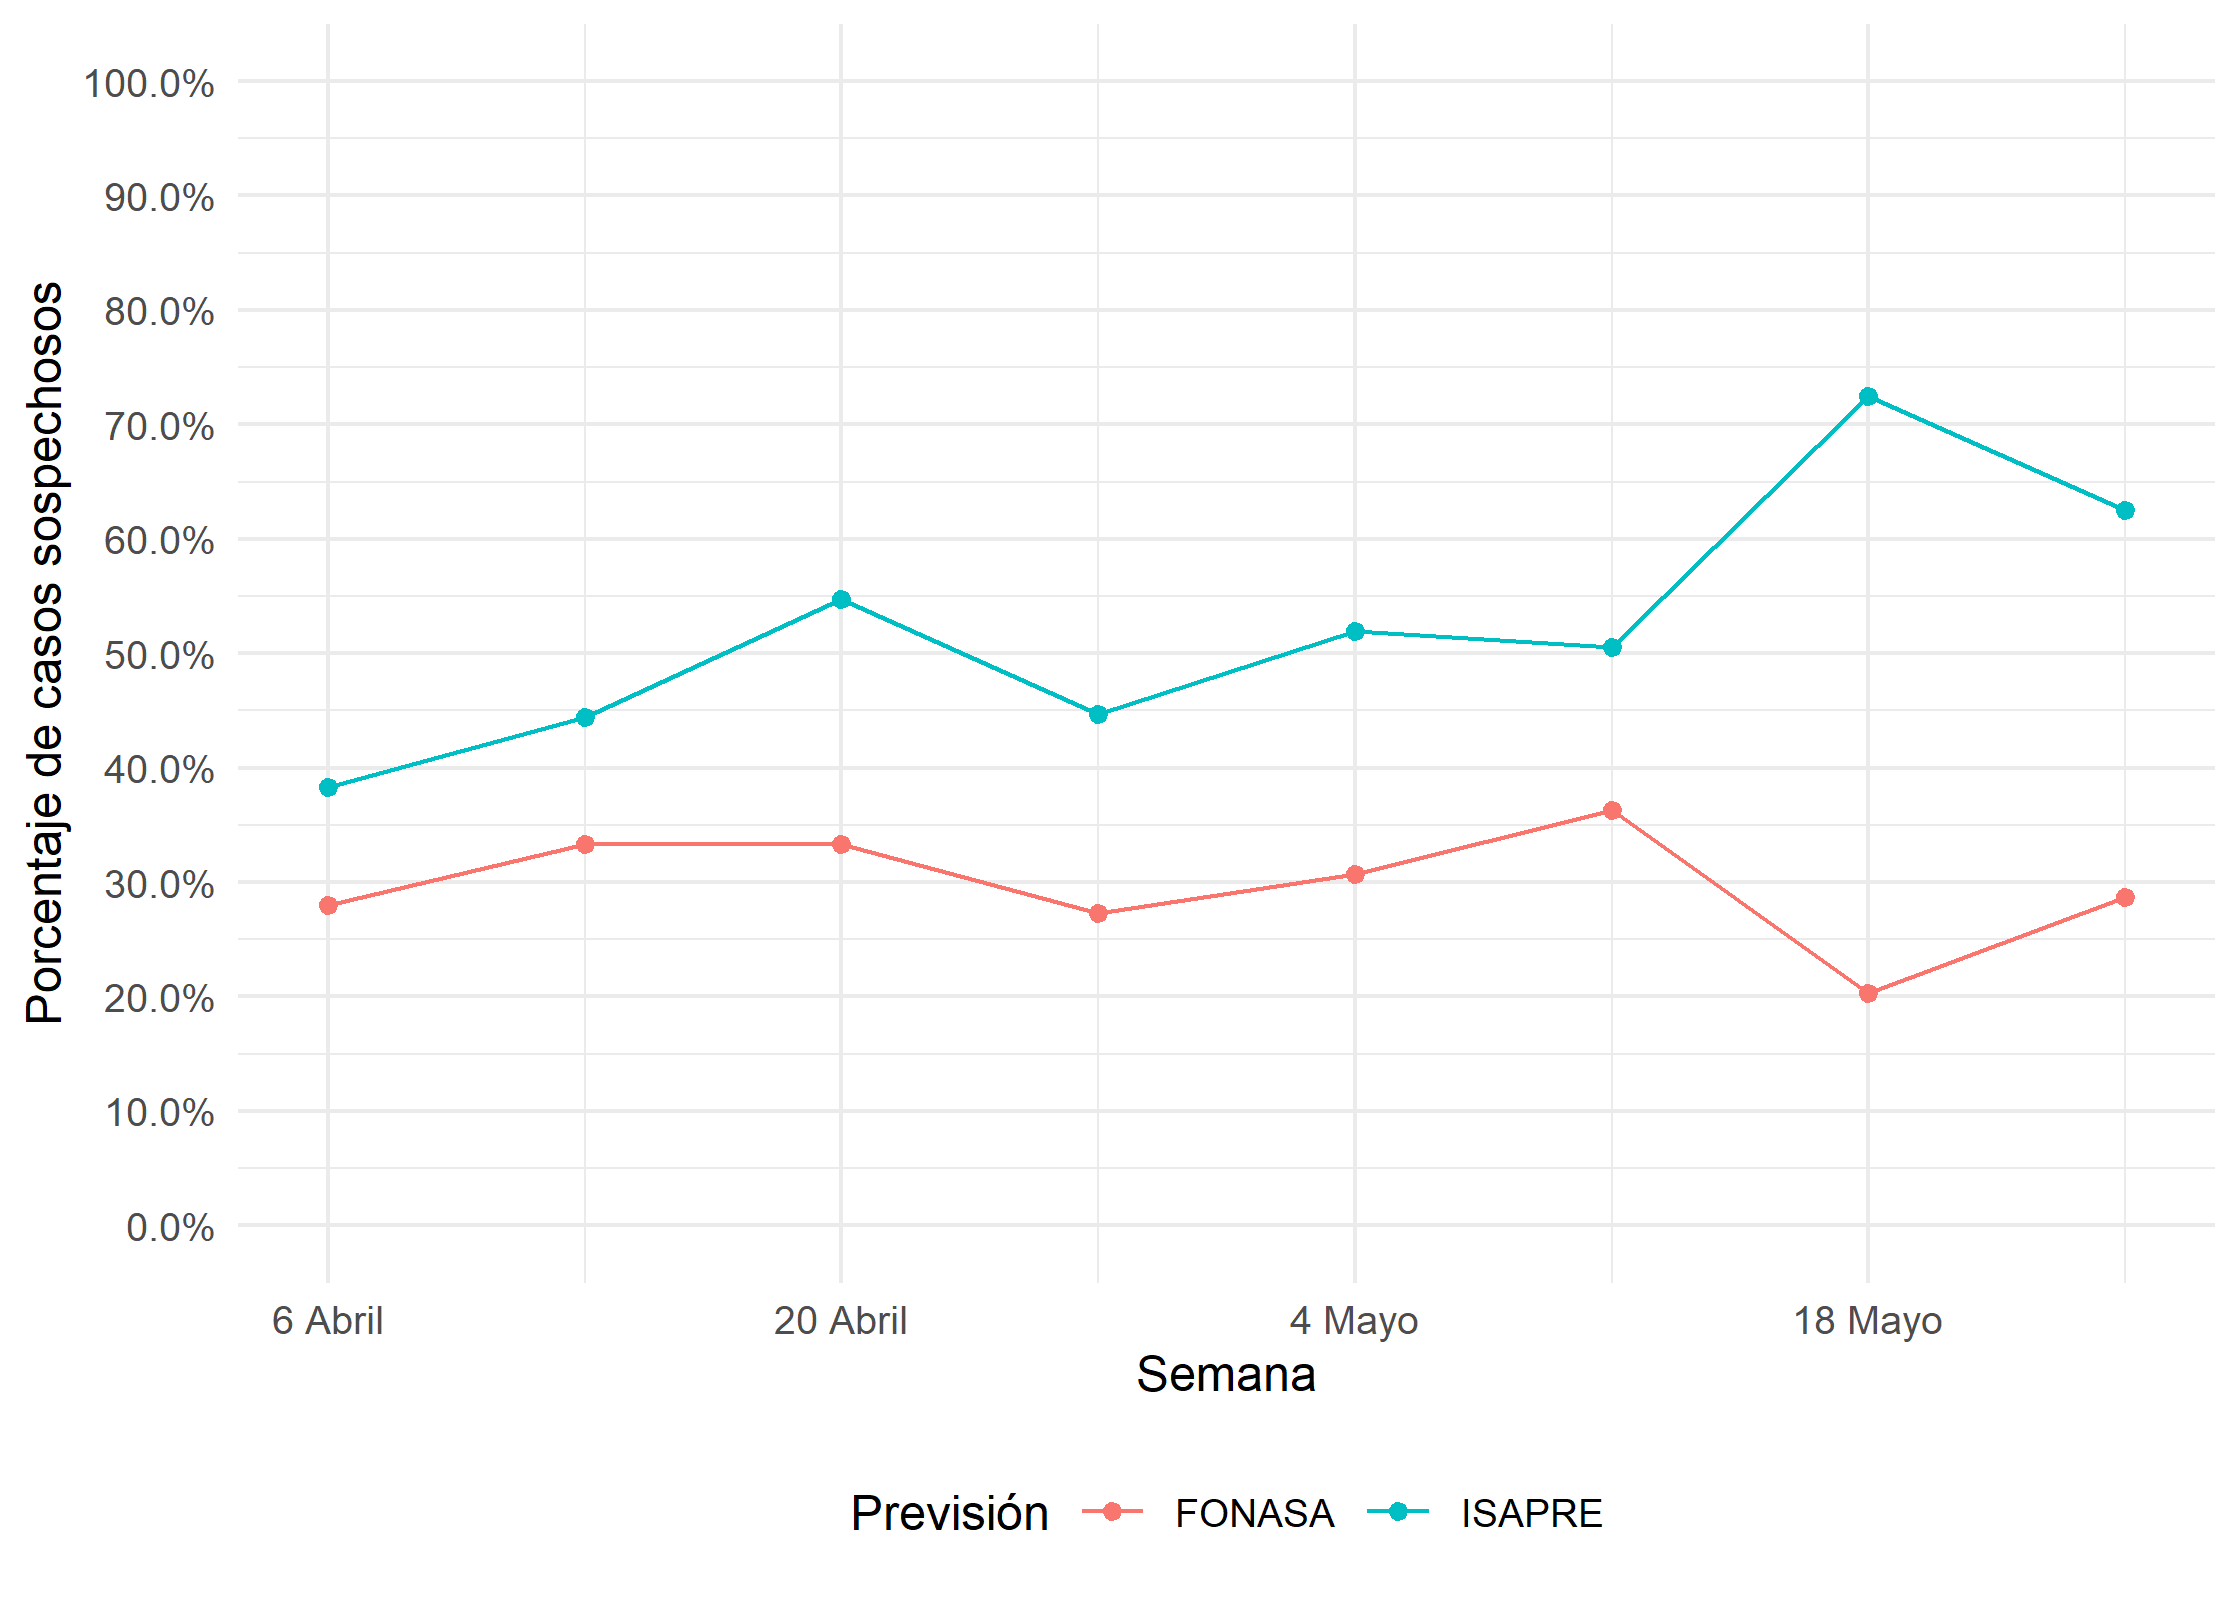 Porcentaje de casos sospechosos
100.0%
90.0%
80.0%
70.0%
60.0%
50.0%
40.0%
30.0%
20.0%
10.0%
0.0%
6 Abril 20 Abril 4 Mayo 18 Mayo
Semana
Previsión FONASA ISAPRE